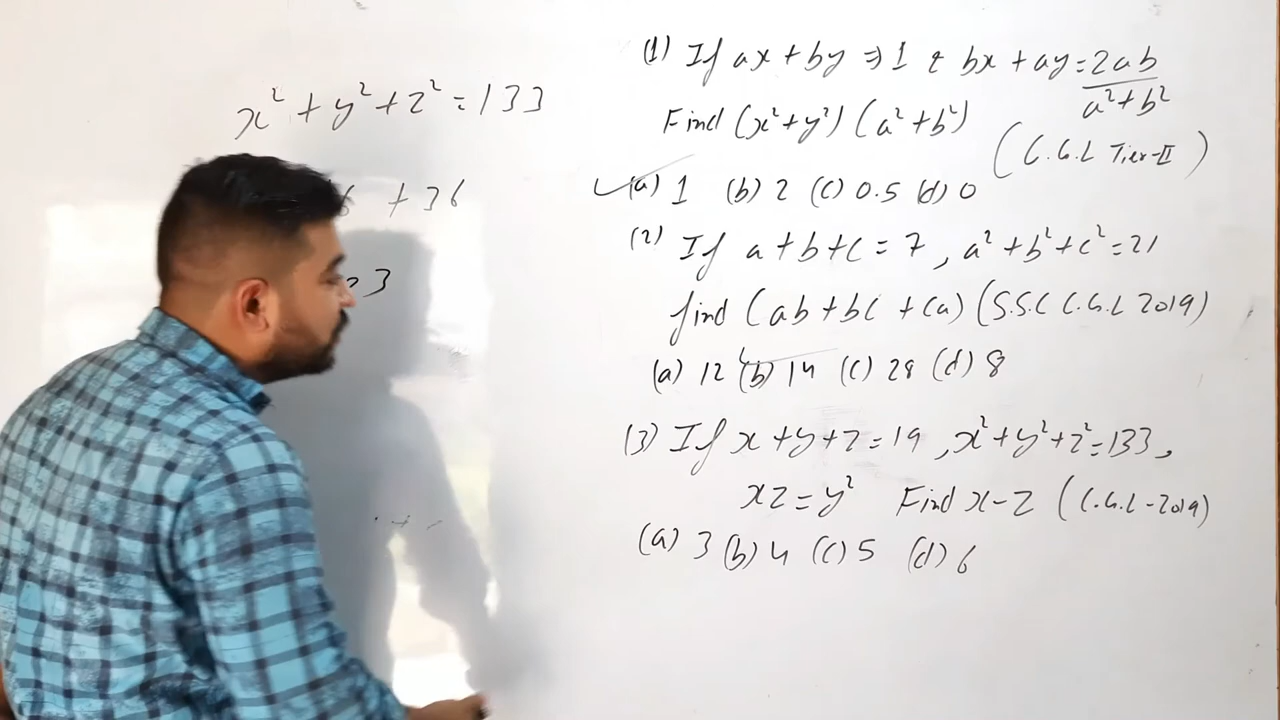 x² + y² + z² = 133
+ 36
3
(1) If ax + by ⇒ 1 & bx + ay = 2ab/a²+b²
Find (x²+y²) (a²+b²)
(C.G.L Tier-II)
(a) 1 (b) 2 (c) 0.5 (d) 0
(2) If a+b+c = 7, a²+b²+c²=21
find (ab+bc+ca) (S.S.C C.G.L 2019)
(a) 12 (b) 14 (c) 28 (d) 8
(3) If x+y+z = 19, x²+y²+z²=133,
xz = y² Find x-z (C.G.L-2019)
(a) 3 (b) 4 (c) 5 (d) 6